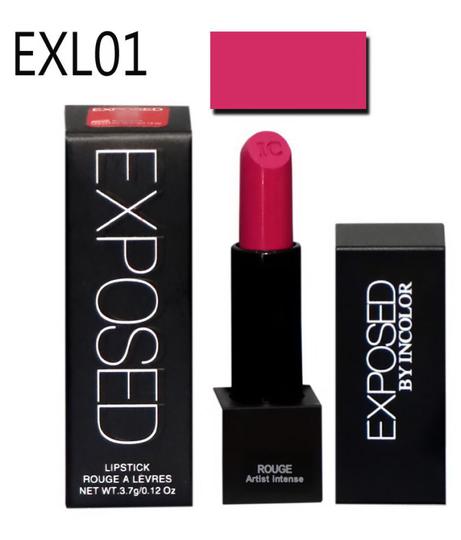 EXL01
EXPOSED
IC
EXPOSED
LIPSTICK
ROUGE A LEVRES
NET WT.3.7g/0.12 Oz
ROUGE
Artist Intense
EXPOSED
BY INCOLOR